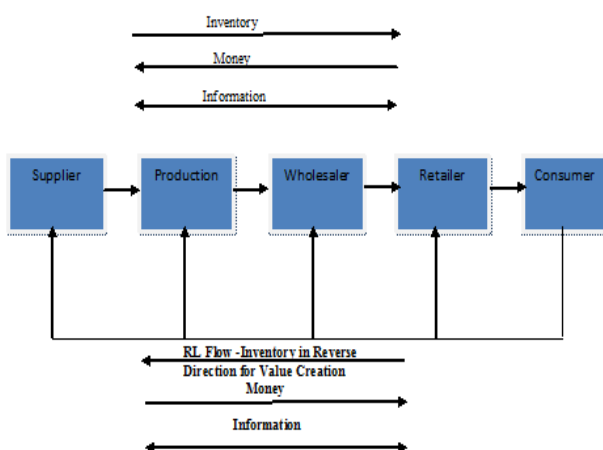 Inventory
Money
Information
Supplier
Production
Wholesaler
Retailer
Consumer
RL Flow -Inventory in Reverse
Direction for Value Creation
Money
Information